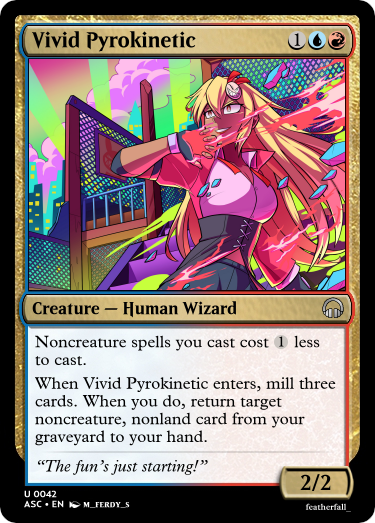 Vivid Pyrokinetic 1
Creature — Human Wizard
Noncreature spells you cast cost 1 less
to cast.
When Vivid Pyrokinetic enters, mill three
cards. When you do, return target
noncreature, nonland card from your
graveyard to your hand.
“The fun’s just starting!”
2/2
U 0042
ASC • EN M_FERDY_S
featherfall_